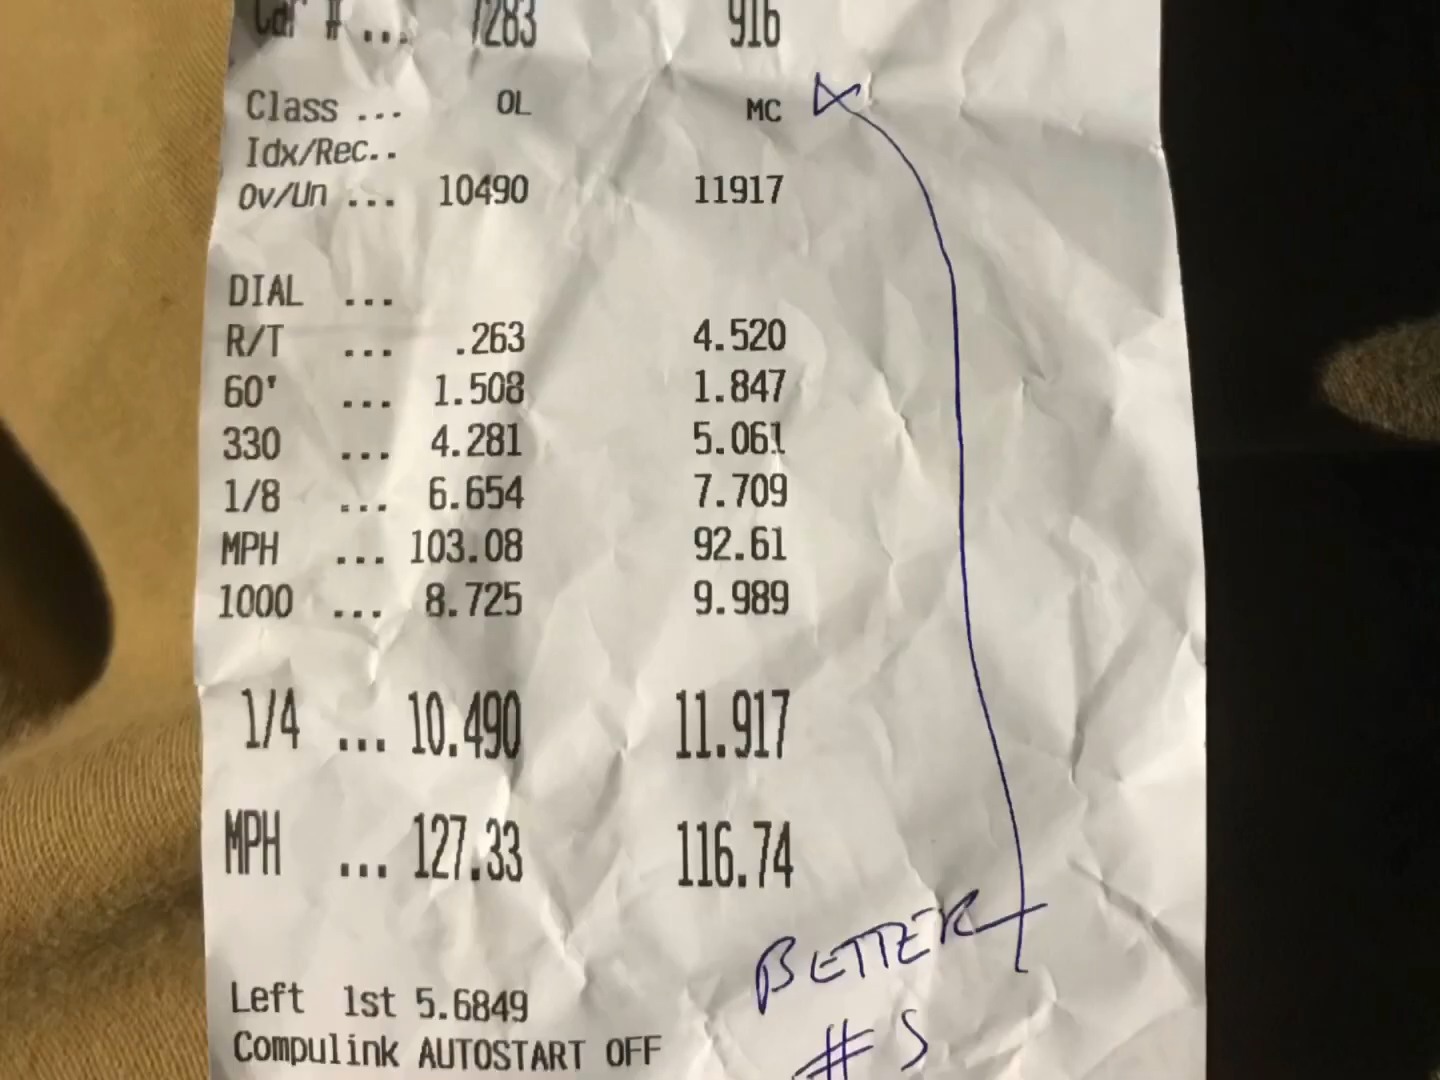 Car # ... 7283 916
Class ... OL MC
Idx/Rec..
Ov/Un ... 10490 11917
DIAL ...
R/T ... .263 4.520
60' ... 1.508 1.847
330 ... 4.281 5.061
1/8 ... 6.654 7.709
MPH ... 103.08 92.61
1000 ... 8.725 9.989
1/4 ... 10.490 11.917
MPH ... 127.33 116.74
BETTER
#S
Left 1st 5.6849
Compulink AUTOSTART OFF